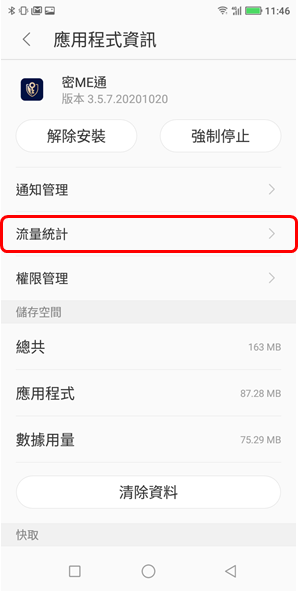 11:46
應用程式資訊
密ME通
版本 3.5.7.20201020
解除安裝
強制停止
通知管理
流量統計
權限管理
儲存空間
總共
163 MB
應用程式
87.28 MB
數據用量
75.29 MB
清除資料
快取